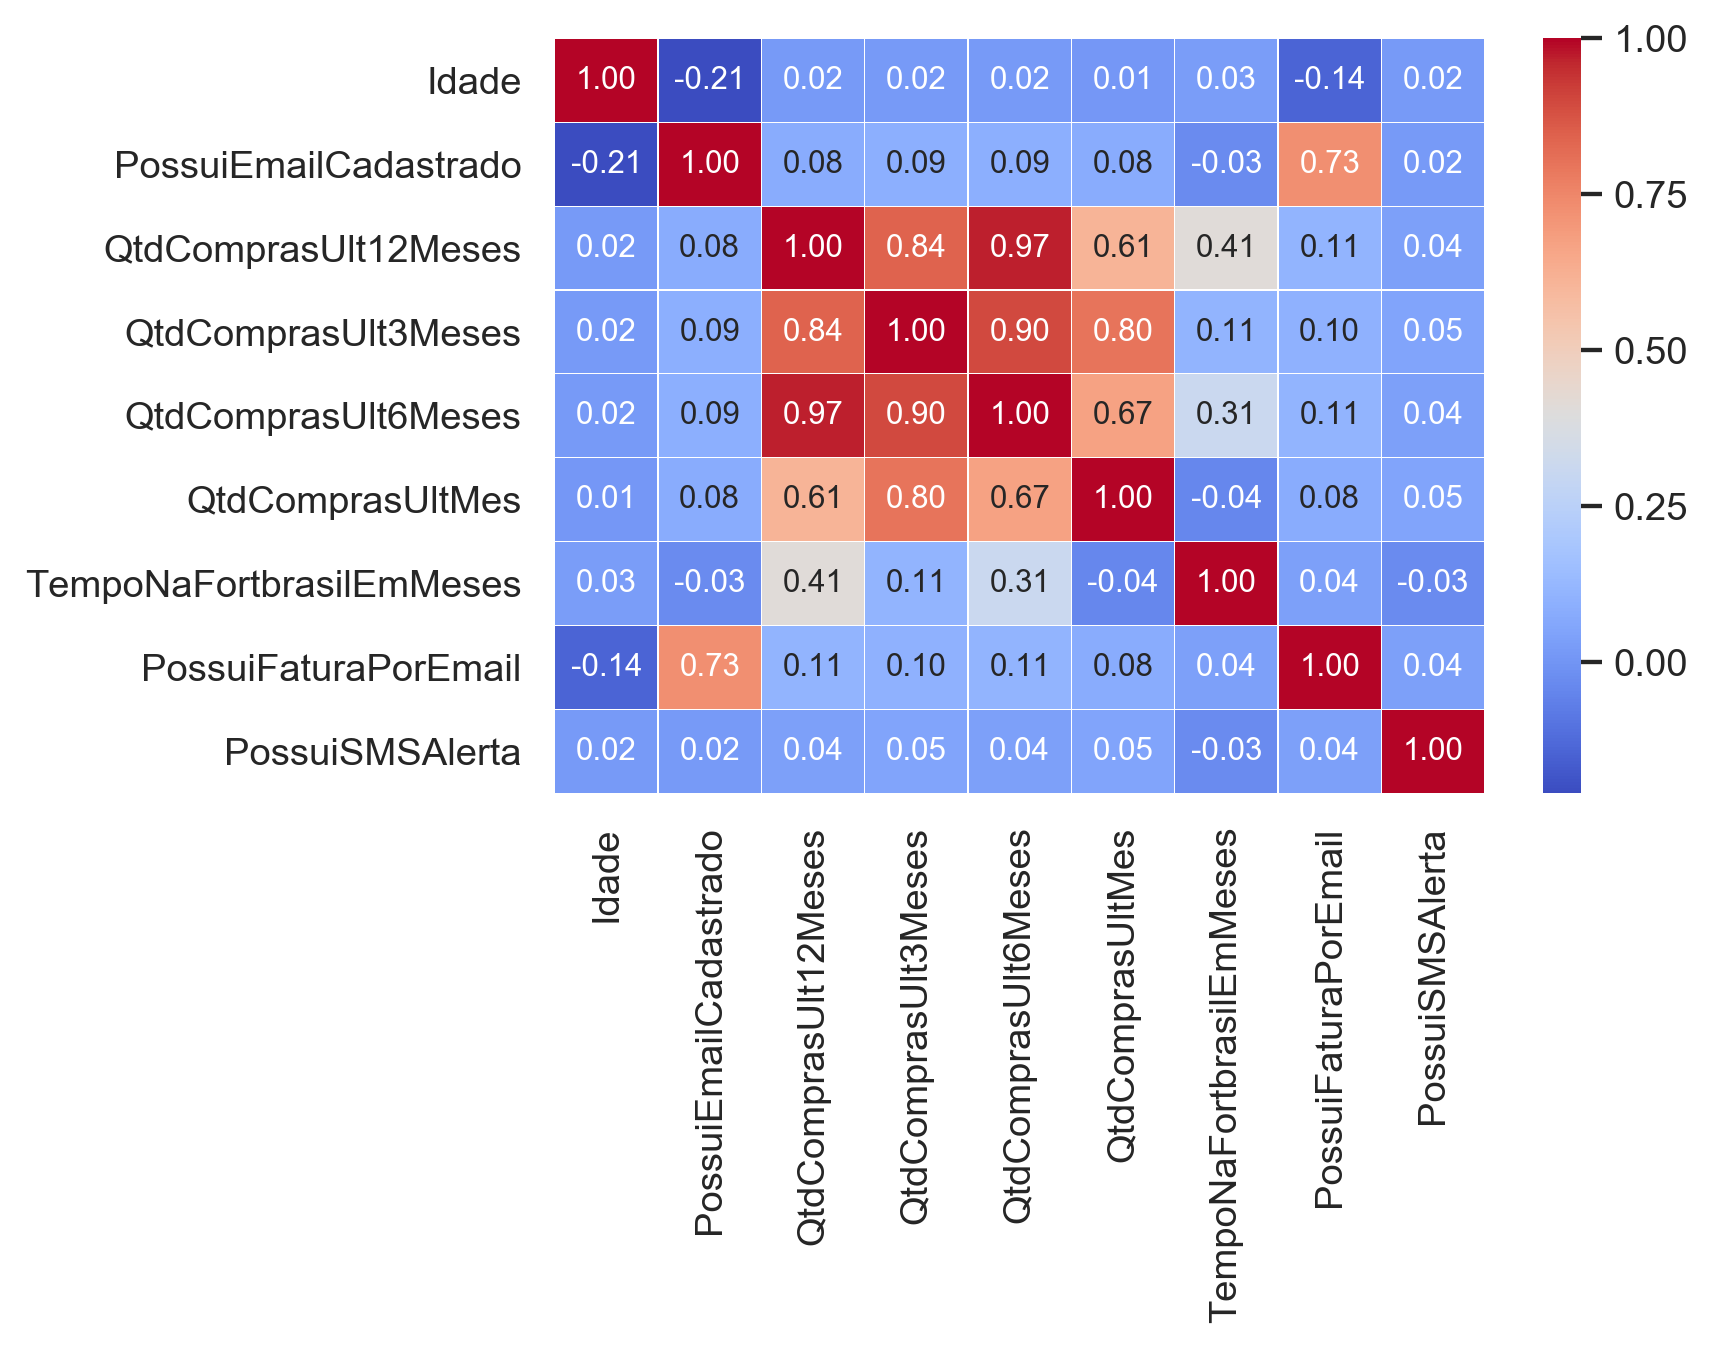 Idade 1.00 -0.21 0.02 0.02 0.02 0.01 0.03 -0.14 0.02
PossuiEmailCadastrado -0.21 1.00 0.08 0.09 0.09 0.08 -0.03 0.73 0.02
QtdComprasUlt12Meses 0.02 0.08 1.00 0.84 0.97 0.61 0.41 0.11 0.04
QtdComprasUlt3Meses 0.02 0.09 0.84 1.00 0.90 0.80 0.11 0.10 0.05
QtdComprasUlt6Meses 0.02 0.09 0.97 0.90 1.00 0.67 0.31 0.11 0.04
QtdComprasUltMes 0.01 0.08 0.61 0.80 0.67 1.00 -0.04 0.08 0.05
TempoNaFortbrasilEmMeses 0.03 -0.03 0.41 0.11 0.31 -0.04 1.00 0.04 -0.03
PossuiFaturaPorEmail -0.14 0.73 0.11 0.10 0.11 0.08 0.04 1.00 0.04
PossuiSMSAlerta 0.02 0.02 0.04 0.05 0.04 0.05 -0.03 0.04 1.00
Idade
PossuiEmailCadastrado
QtdComprasUlt12Meses
QtdComprasUlt3Meses
QtdComprasUlt6Meses
QtdComprasUltMes
TempoNaFortbrasilEmMeses
PossuiFaturaPorEmail
PossuiSMSAlerta
1.00
0.75
0.50
0.25
0.00